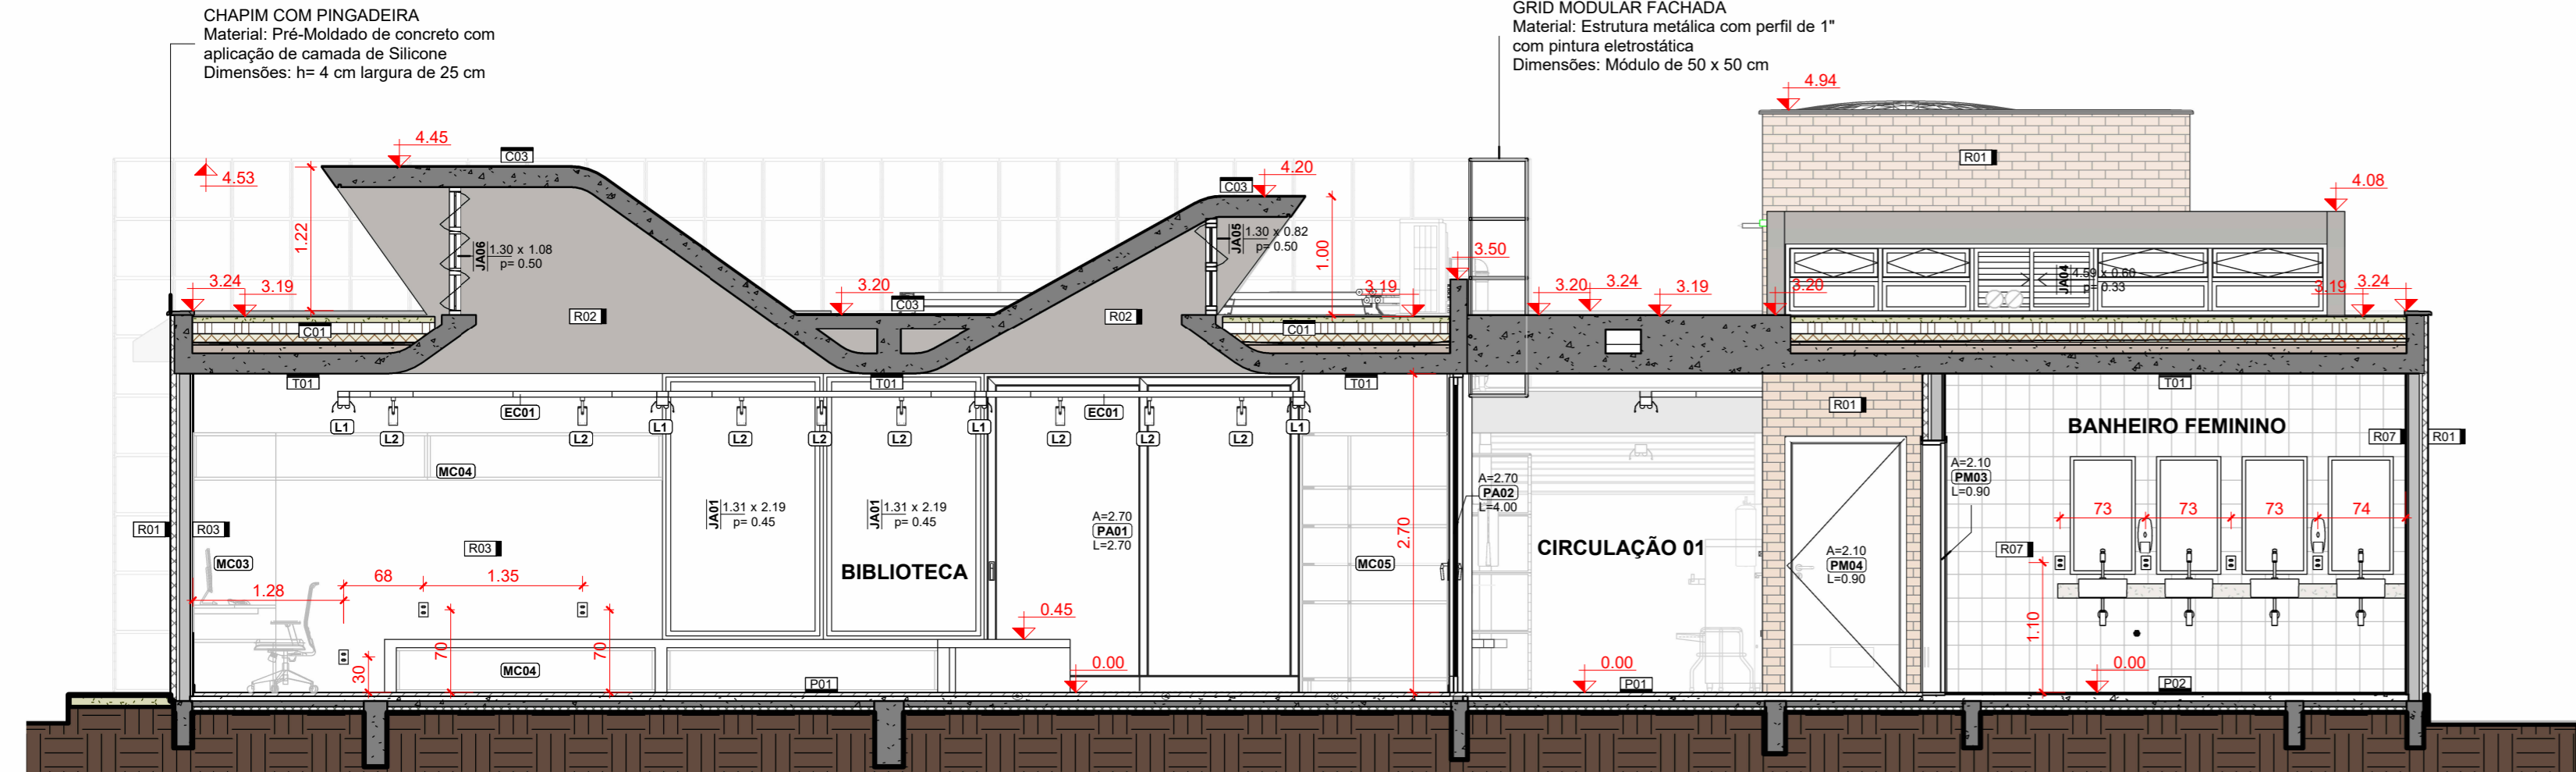 CHAPIM COM PINGADEIRA
Material: Pré-Moldado de concreto com
aplicação de camada de Silicone
Dimensões: h= 4 cm largura de 25 cm
GRID MODULAR FACHADA
Material: Estrutura metálica com perfil de 1"
com pintura eletrostática
Dimensões: Módulo de 50 x 50 cm
4.94
4.45
C03
4.53
4.20
C03
R01
4.08
1.22
JA06 1.30 x 1.08
p= 0.50
JA05 1.30 x 0.82
p= 0.50
1.00
3.50
JA04 4.59 x 0.60
p= 0.33
3.24
3.19
3.20
C03
3.19
3.20
3.24
3.19
3.20
3.19
3.24
C01
R02
R02
C01
T01
T01
T01
T01
EC01
EC01
R01
L1
L2
L2
L1
L2
L2
L2
L1
L2
L2
L2
L1
BANHEIRO FEMININO
R07
R01
MC04
A=2.10
PM03
L=0.90
A=2.70
PA02
L=4.00
JA01 1.31 x 2.19
p= 0.45
JA01 1.31 x 2.19
p= 0.45
A=2.70
PA01
L=2.70
2.70
73
73
73
74
R01
R03
R03
CIRCULAÇÃO 01
R07
A=2.10
PM04
L=0.90
MC03
BIBLIOTECA
MC05
1.28
68
1.35
0.45
1.10
30
70
70
MC04
0.00
0.00
0.00
P01
P01
P02